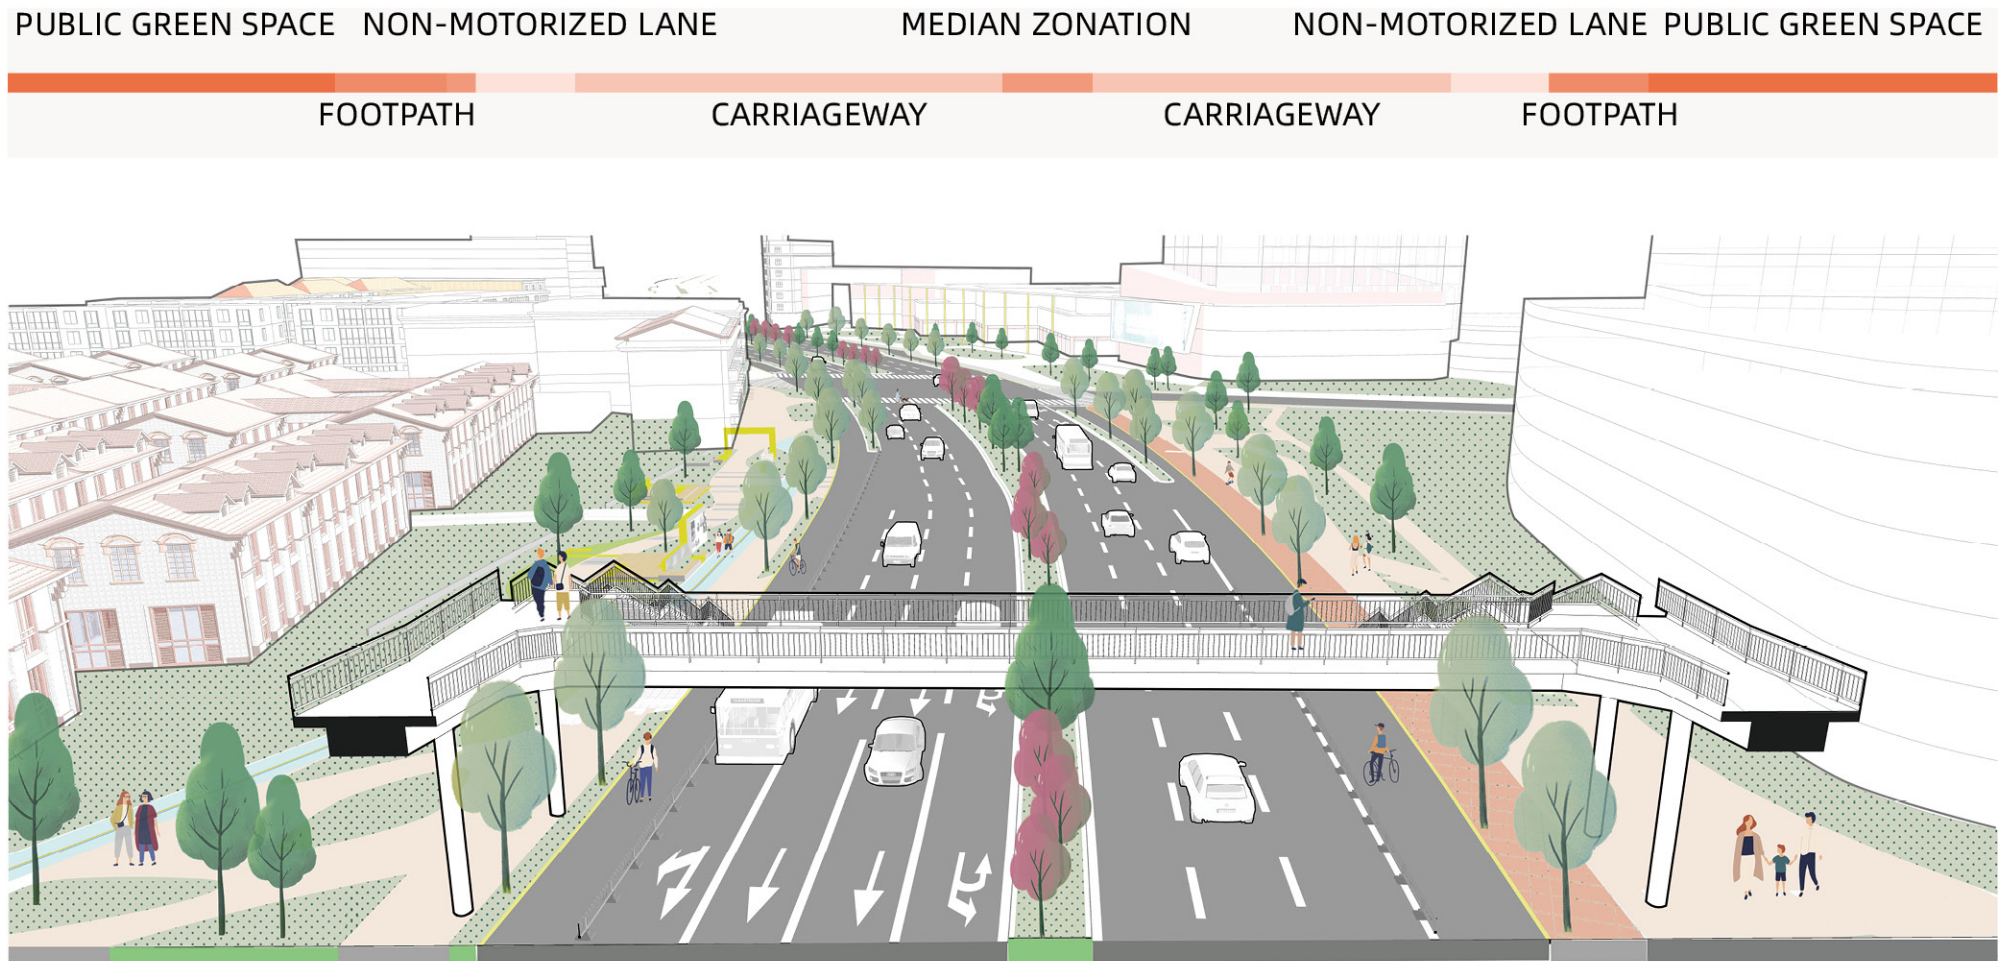 PUBLIC GREEN SPACE NON-MOTORIZED LANE MEDIAN ZONATION NON-MOTORIZED LANE PUBLIC GREEN SPACE
FOOTPATH CARRIAGEWAY CARRIAGEWAY FOOTPATH